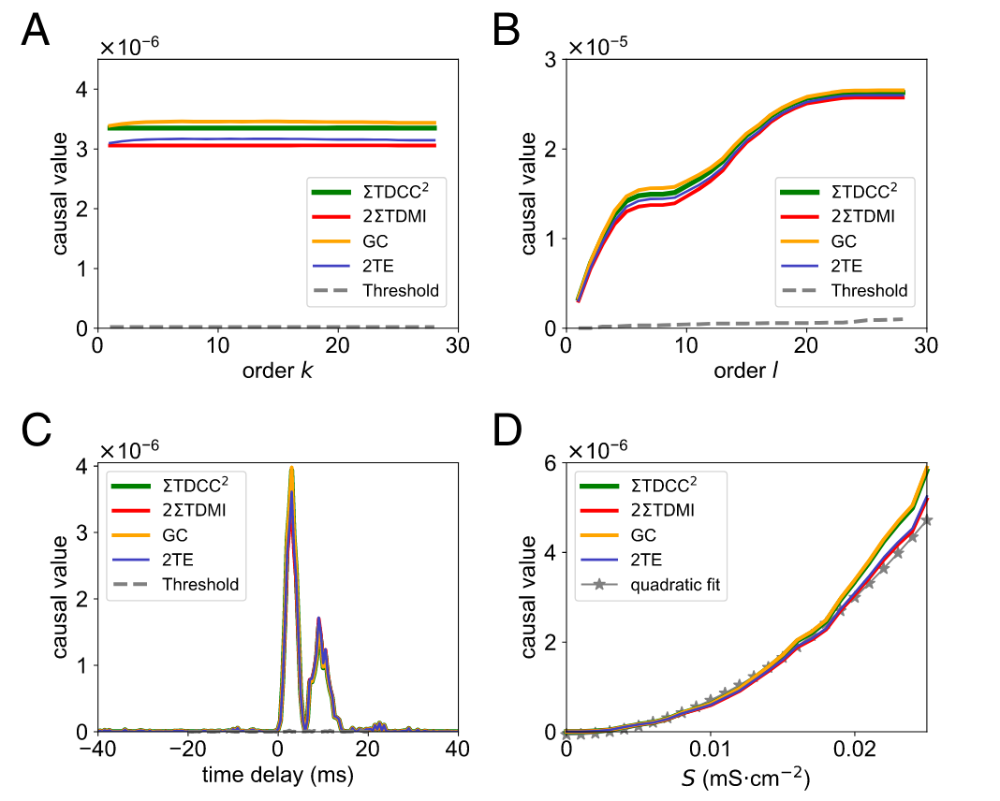 A
B
×10⁻⁶
×10⁻⁵
causal value
4
3
2
1
0
0
10
20
30
order k
ΣTDCC²
2ΣTDMI
GC
2TE
Threshold
causal value
3
2
1
0
0
10
20
30
order l
ΣTDCC²
2ΣTDMI
GC
2TE
Threshold
C
D
×10⁻⁶
×10⁻⁶
causal value
4
3
2
1
0
−40
−20
0
20
40
time delay (ms)
ΣTDCC²
2ΣTDMI
GC
2TE
Threshold
causal value
6
4
2
0
0
0.01
0.02
S (mS·cm⁻²)
ΣTDCC²
2ΣTDMI
GC
2TE
quadratic fit